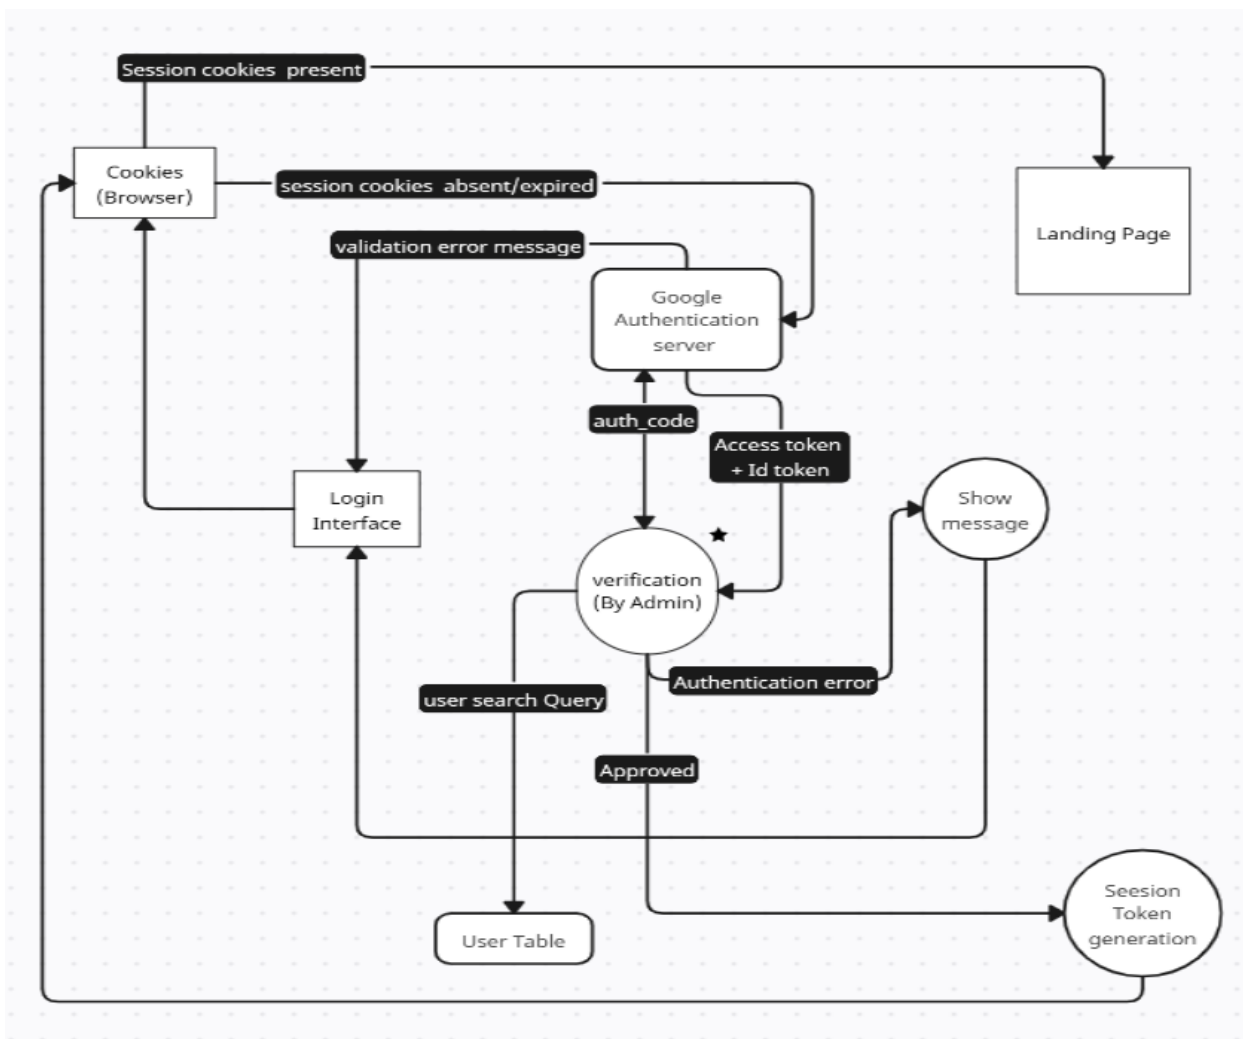 Session cookies  present
Cookies
(Browser)
session cookies  absent/expired
Landing Page
validation error message
Google
Authentication
server
auth_code
Access token
+ Id token
Login
Interface
Show
message
verification
(By Admin)
Authentication error
user search Query
Approved
Seesion
Token
generation
User Table